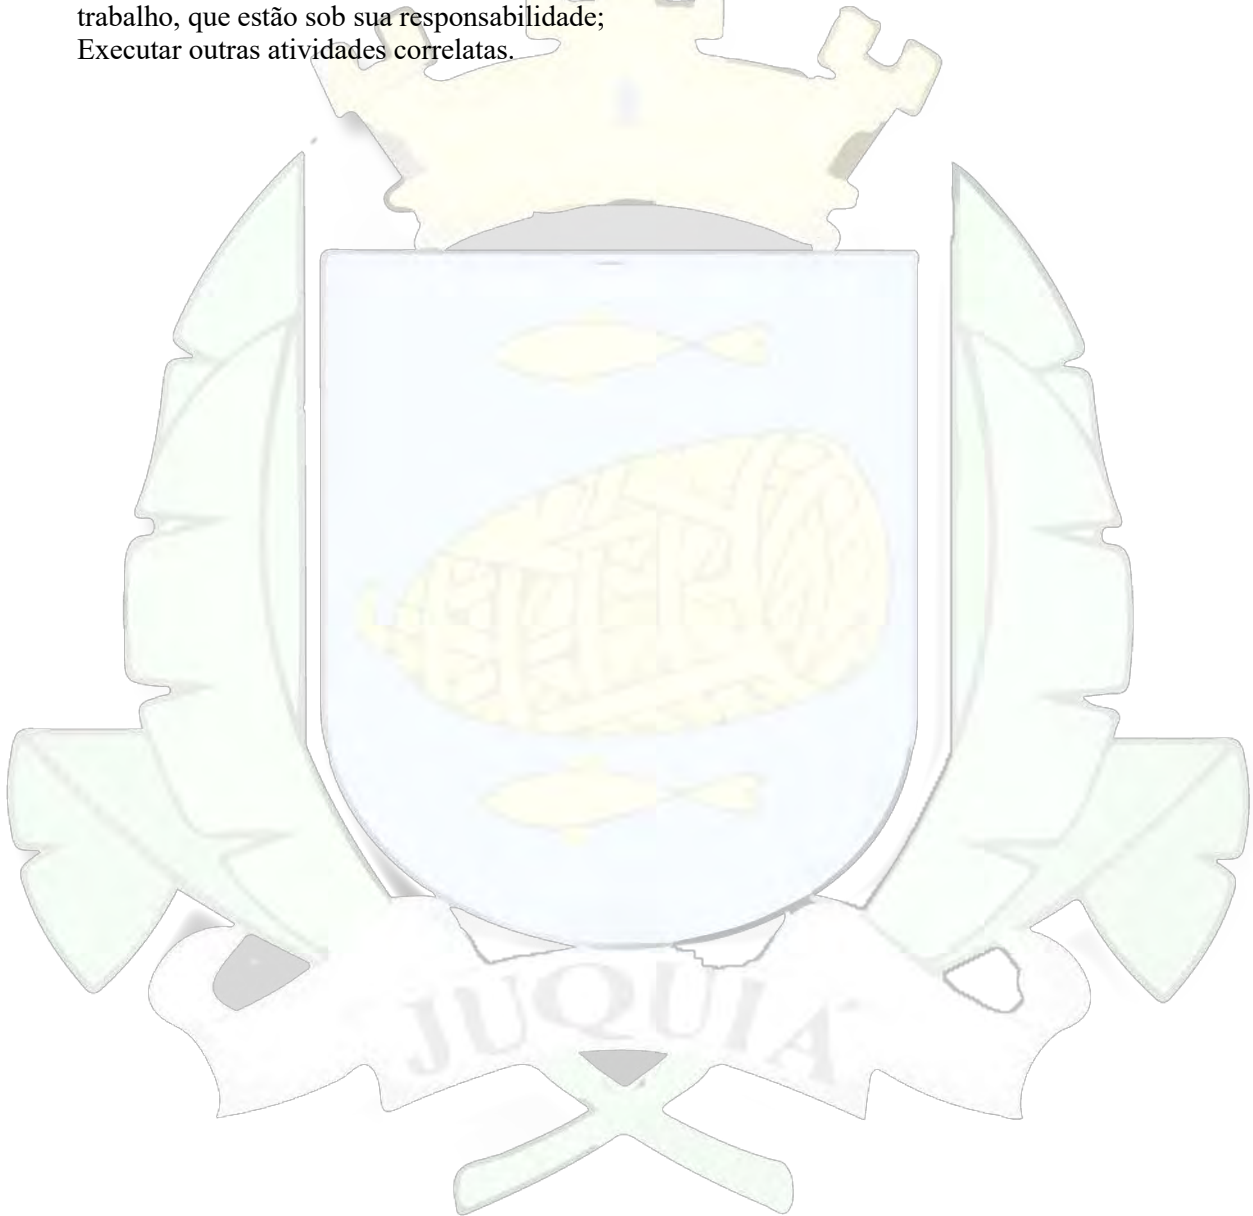 trabalho, que estão sob sua responsabilidade;
Executar outras atividades correlatas.
JUQUIÁ